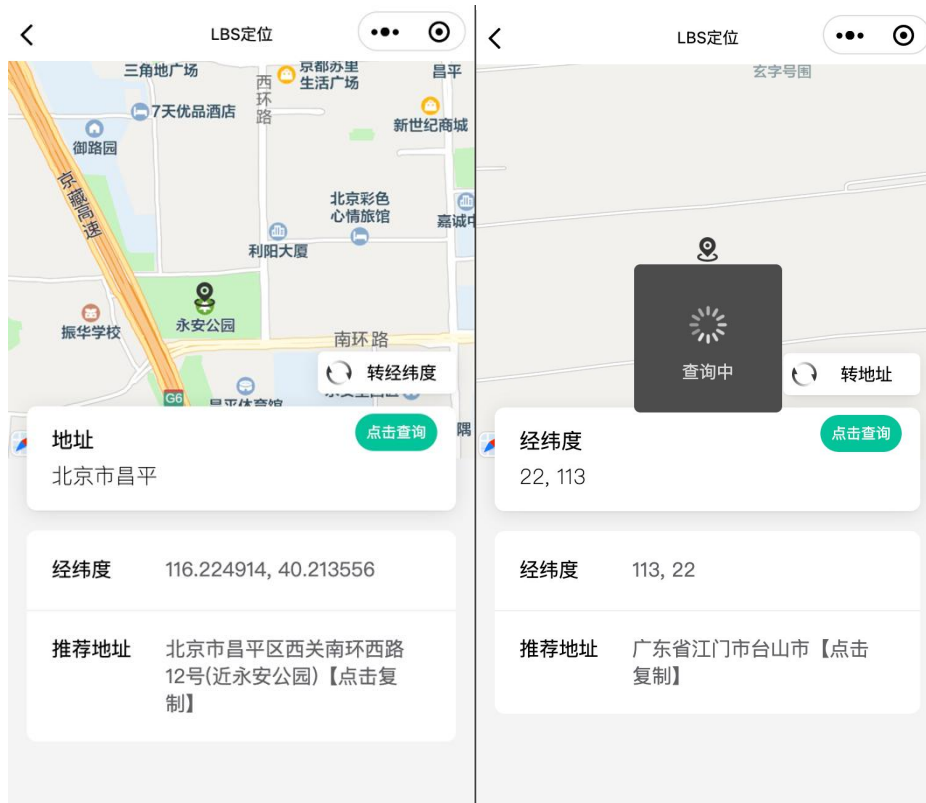 LBS定位
三角地广场
京都苏里
生活广场
昌平
西环路
7天优品酒店
新世纪商城
御路园
京藏高速
北京彩色
心情旅馆
嘉诚中
利阳大厦
永安公园
振华学校
南环路
转经纬度
G6
昌平体育馆
隅
地址
点击查询
北京市昌平
经纬度
116.224914, 40.213556
推荐地址
北京市昌平区西关南环西路
12号(近永安公园)【点击复
制】
LBS定位
玄字号围
查询中
转地址
经纬度
点击查询
22, 113
经纬度
113, 22
推荐地址
广东省江门市台山市【点击
复制】